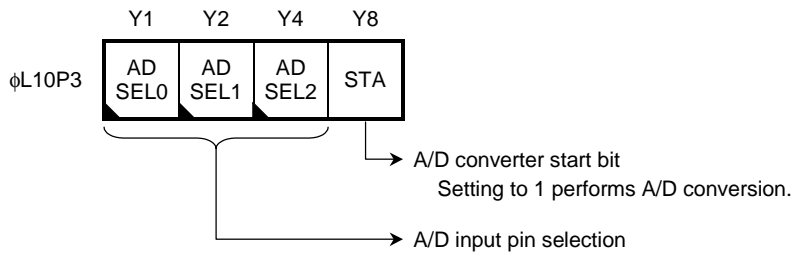 Y1 Y2 Y4 Y8
ϕL10P3
AD SEL0
AD SEL1
AD SEL2
STA
A/D converter start bit
Setting to 1 performs A/D conversion.
A/D input pin selection